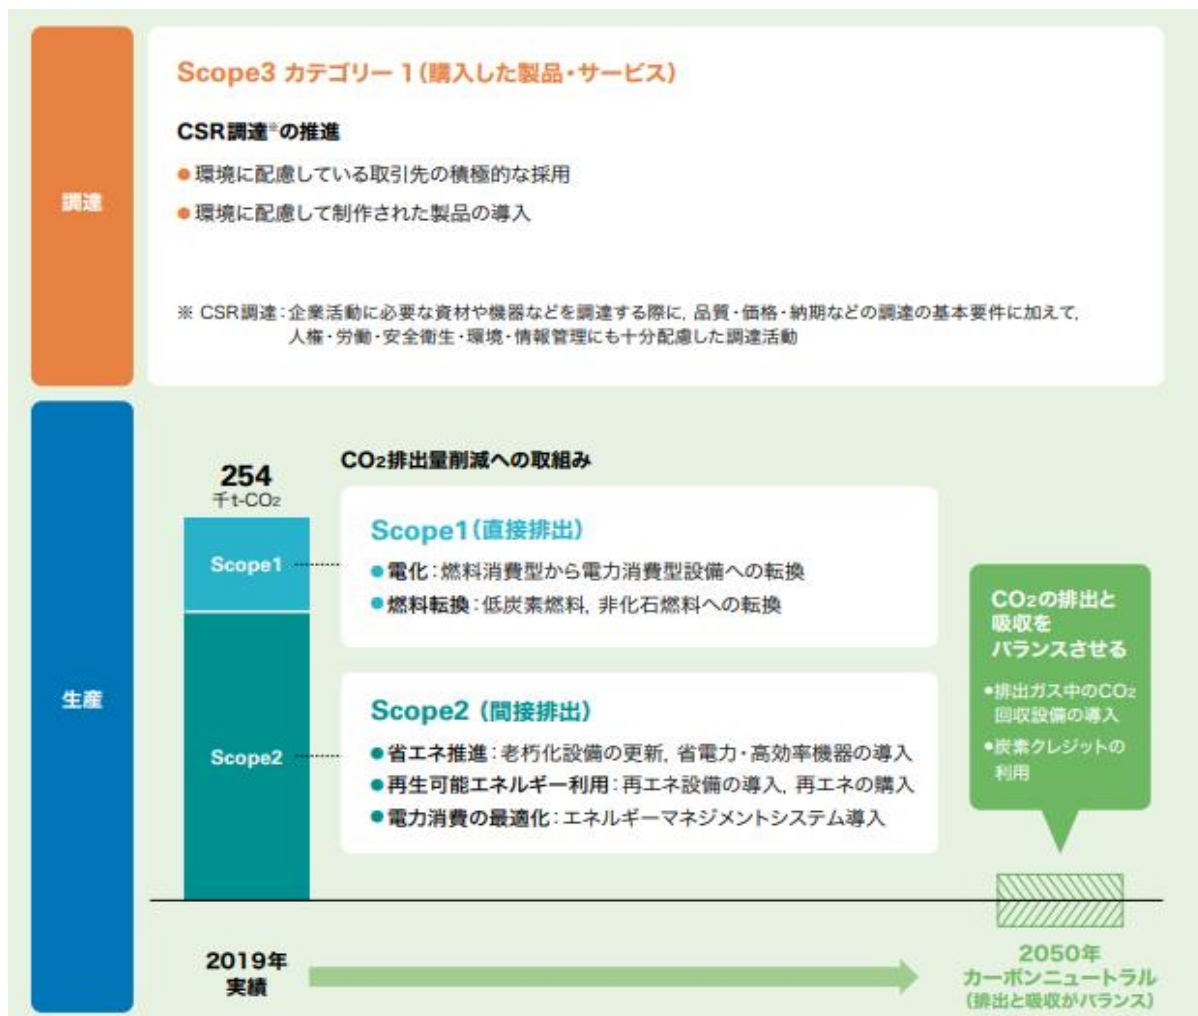 調達
Scope3 カテゴリー 1(購入した製品・サービス)
CSR調達※の推進
●環境に配慮している取引先の積極的な採用
●環境に配慮して制作された製品の導入
※ CSR調達:企業活動に必要な資材や機器などを調達する際に, 品質・価格・納期などの調達の基本要件に加えて,
人権・労働・安全衛生・環境・情報管理にも十分配慮した調達活動
生産
254
千t-CO2
Scope1
Scope2
CO2排出量削減への取組み
Scope1(直接排出)
●電化:燃料消費型から電力消費型設備への転換
●燃料転換:低炭素燃料, 非化石燃料への転換
Scope2 (間接排出)
●省エネ推進:老朽化設備の更新, 省電力・高効率機器の導入
●再生可能エネルギー利用:再エネ設備の導入, 再エネの購入
●電力消費の最適化:エネルギーマネジメントシステム導入
CO2の排出と
吸収を
バランスさせる
●排出ガス中のCO2
回収設備の導入
●炭素クレジットの
利用
2019年
実績
2050年
カーボンニュートラル
(排出と吸収がバランス)